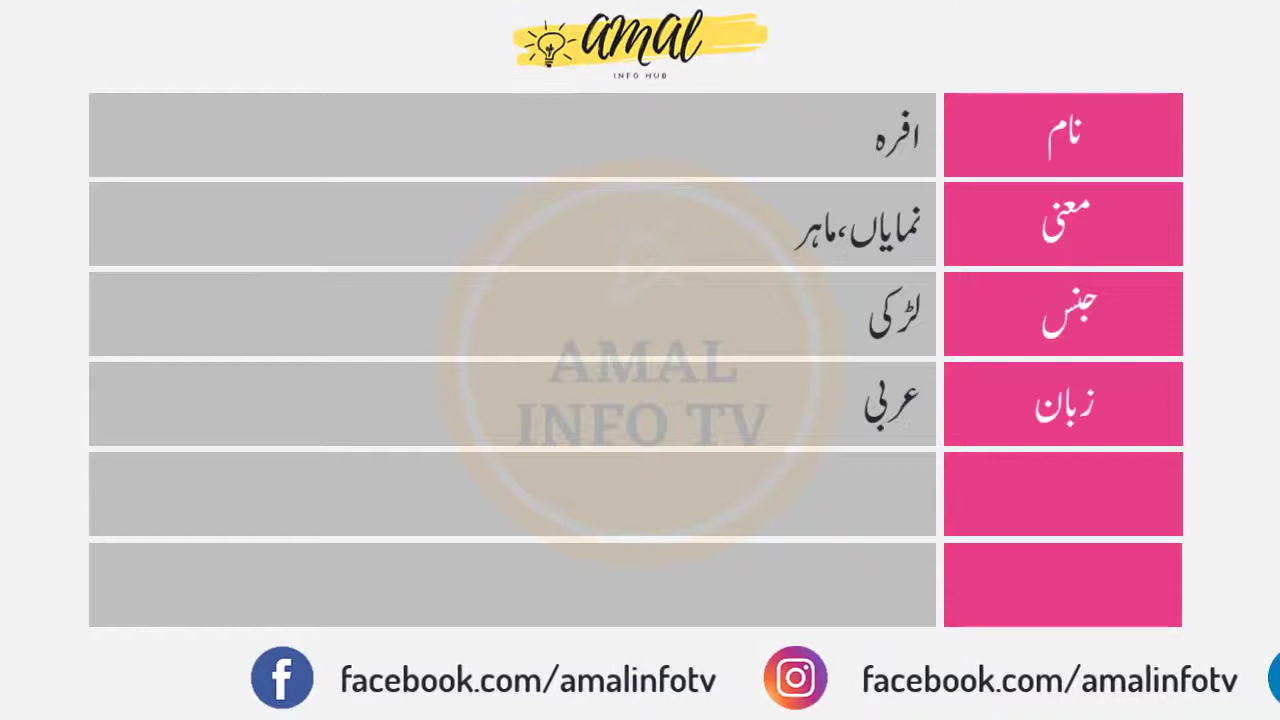 amal
INFO HUB
نام افرہ
معنی نمایاں،ماہر
جنس لڑکی
زبان عربی
AMAL
INFO TV
facebook.com/amalinfotv facebook.com/amalinfotv